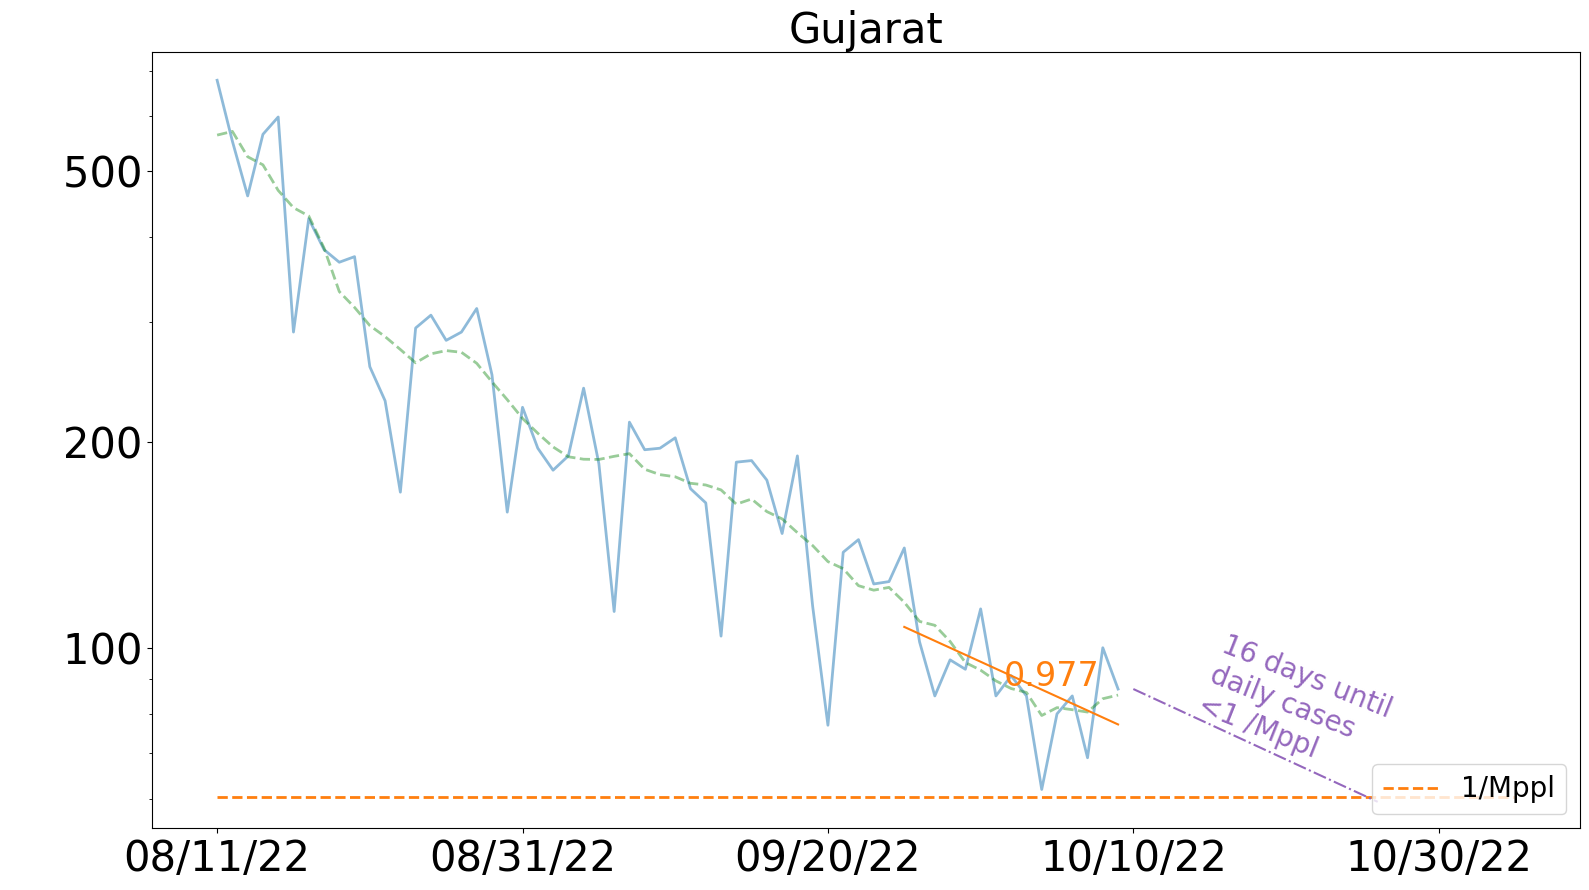 Gujarat
500
200
100
0.977
16 days until
daily cases
<1 /Mppl
1/Mppl
08/11/22
08/31/22
09/20/22
10/10/22
10/30/22